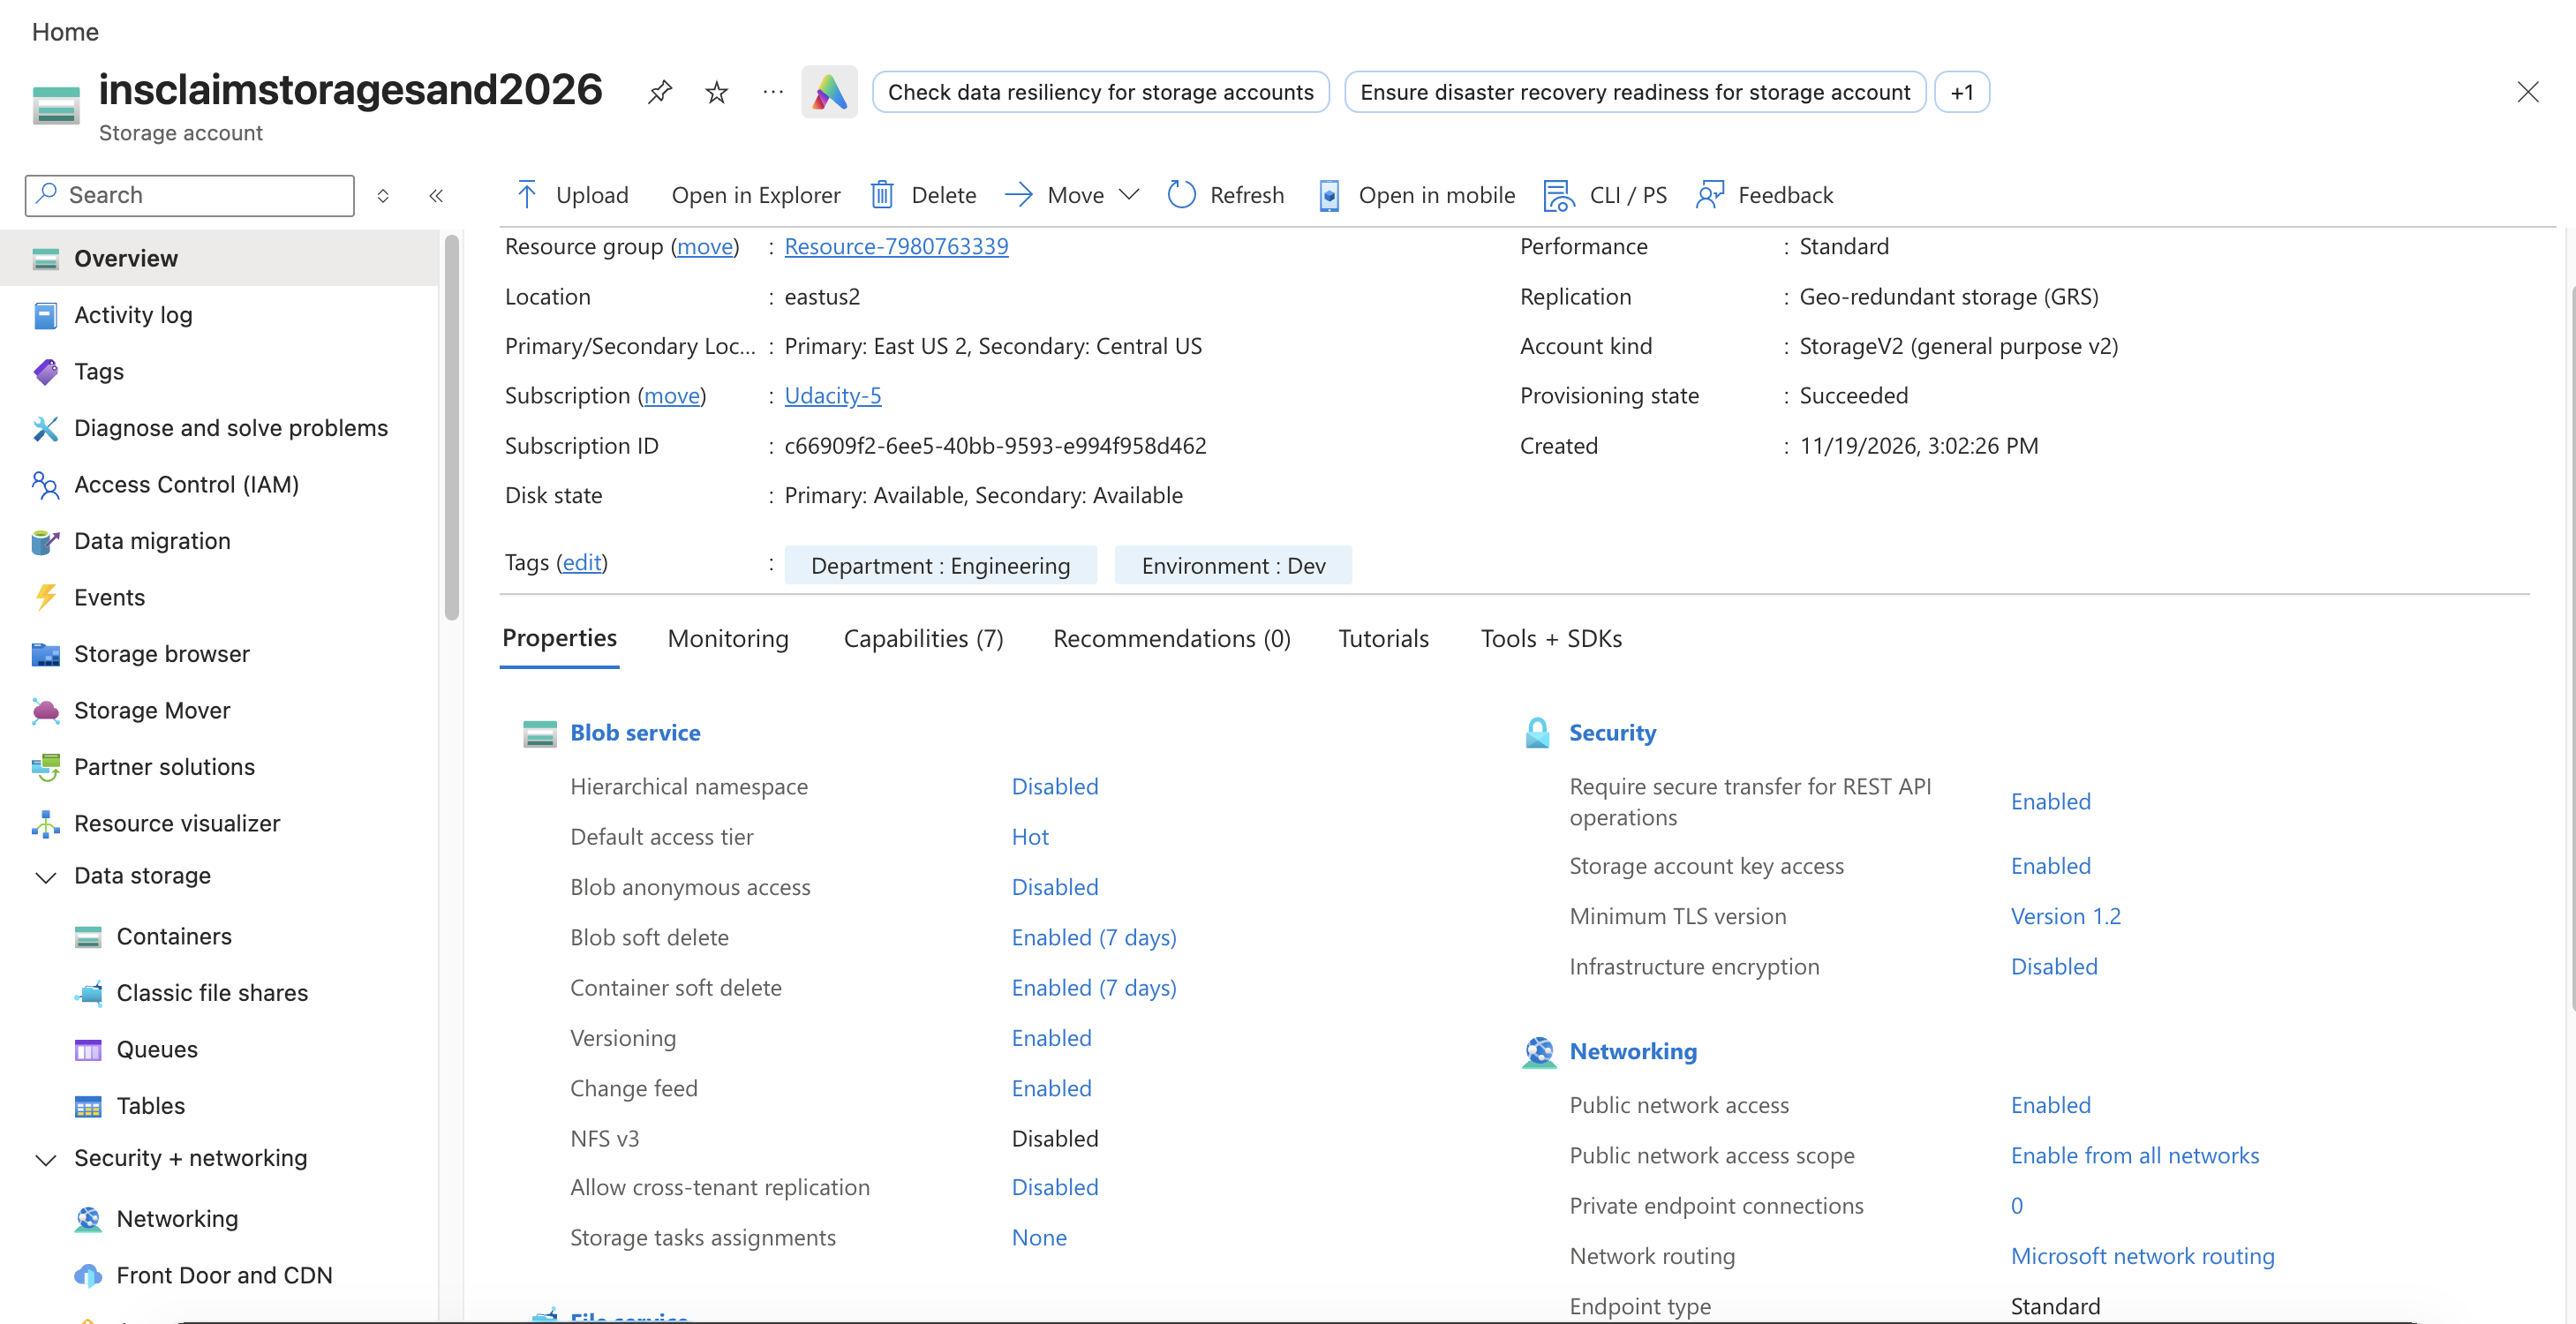 Home
insclaimstoragesand2026
Storage account
Check data resiliency for storage accounts
Ensure disaster recovery readiness for storage account
+1
Search
Upload
Open in Explorer
Delete
Move
Refresh
Open in mobile
CLI / PS
Feedback
Overview
Activity log
Tags
Diagnose and solve problems
Access Control (IAM)
Data migration
Events
Storage browser
Storage Mover
Partner solutions
Resource visualizer
Data storage
Containers
Classic file shares
Queues
Tables
Security + networking
Networking
Front Door and CDN
Resource group (move) : Resource-7980763339
Location : eastus2
Primary/Secondary Loc... : Primary: East US 2, Secondary: Central US
Subscription (move) : Udacity-5
Subscription ID : c66909f2-6ee5-40bb-9593-e994f958d462
Disk state : Primary: Available, Secondary: Available
Tags (edit) : Department : Engineering Environment : Dev
Performance : Standard
Replication : Geo-redundant storage (GRS)
Account kind : StorageV2 (general purpose v2)
Provisioning state : Succeeded
Created : 11/19/2026, 3:02:26 PM
Properties
Monitoring
Capabilities (7)
Recommendations (0)
Tutorials
Tools + SDKs
Blob service
Hierarchical namespace Disabled
Default access tier Hot
Blob anonymous access Disabled
Blob soft delete Enabled (7 days)
Container soft delete Enabled (7 days)
Versioning Enabled
Change feed Enabled
NFS v3 Disabled
Allow cross-tenant replication Disabled
Storage tasks assignments None
File service
Security
Require secure transfer for REST API
operations Enabled
Storage account key access Enabled
Minimum TLS version Version 1.2
Infrastructure encryption Disabled
Networking
Public network access Enabled
Public network access scope Enable from all networks
Private endpoint connections 0
Network routing Microsoft network routing
Endpoint type Standard